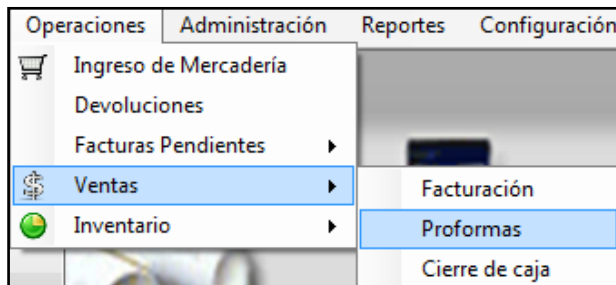 Operaciones Administración Reportes Configuración
Ingreso de Mercadería
Devoluciones
Facturas Pendientes
Ventas
Facturación
Inventario
Proformas
Cierre de caja